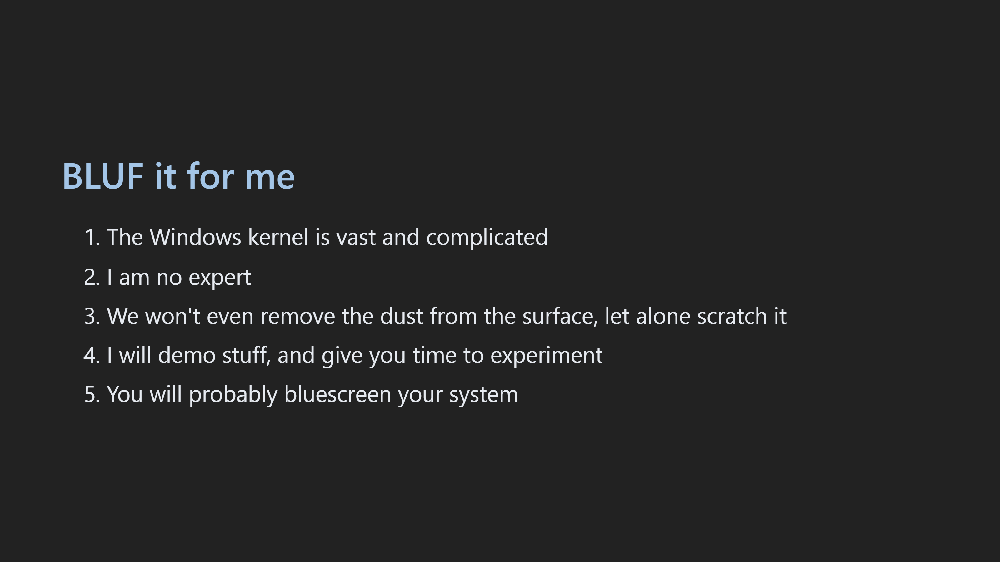 BLUF it for me
1. The Windows kernel is vast and complicated
2. I am no expert
3. We won't even remove the dust from the surface, let alone scratch it
4. I will demo stuff, and give you time to experiment
5. You will probably bluescreen your system